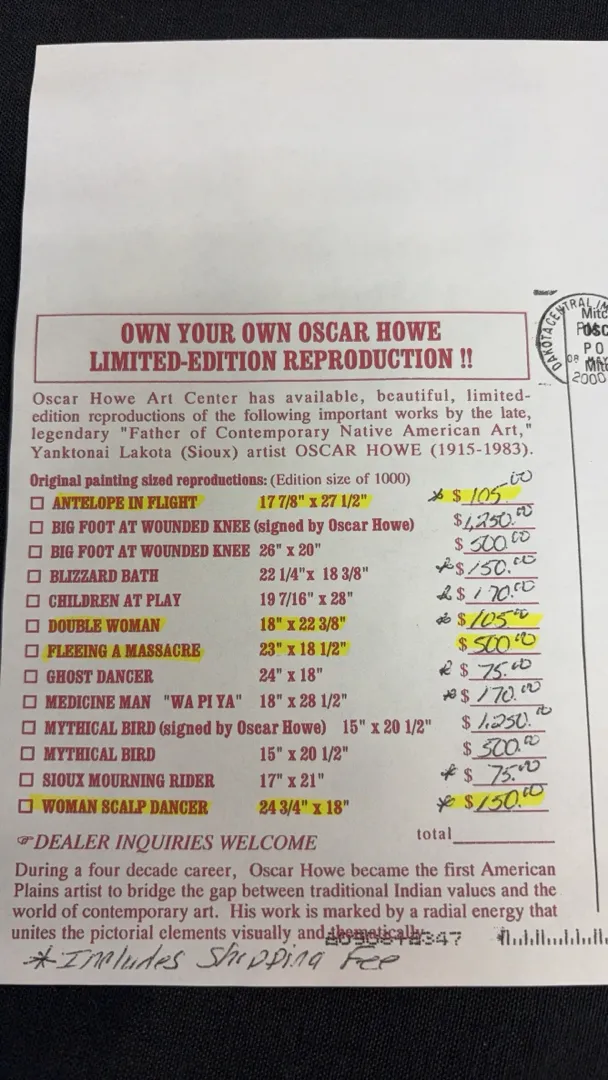 OWN YOUR OWN OSCAR HOWE
LIMITED-EDITION REPRODUCTION !!
Oscar Howe Art Center has available, beautiful, limited-
edition reproductions of the following important works by the late,
legendary "Father of Contemporary Native American Art,"
Yanktonai Lakota (Sioux) artist OSCAR HOWE (1915-1983).
Original painting sized reproductions: (Edition size of 1000)
☐ ANTELOPE IN FLIGHT 17 7/8" x 27 1/2" * $ 105.00
☐ BIG FOOT AT WOUNDED KNEE (signed by Oscar Howe) $1,250.00
☐ BIG FOOT AT WOUNDED KNEE 26" x 20" $ 500.00
☐ BLIZZARD BATH 22 1/4"x 18 3/8" *$ 150.00
☐ CHILDREN AT PLAY 19 7/16" x 28" *$ 170.00
☐ DOUBLE WOMAN 18" x 22 3/8" * $ 105.00
☐ FLEEING A MASSACRE 23" x 18 1/2" $ 500.00
☐ GHOST DANCER 24" x 18" * $ 75.00
☐ MEDICINE MAN "WA PI YA" 18" x 28 1/2" *$ 170.00
☐ MYTHICAL BIRD (signed by Oscar Howe) 15" x 20 1/2" $ 1,250.00
☐ MYTHICAL BIRD 15" x 20 1/2" $ 500.00
☐ SIOUX MOURNING RIDER 17" x 21" * $ 75.00
☐ WOMAN SCALP DANCER 24 3/4" x 18" * $ 150.00
☞DEALER INQUIRIES WELCOME total
During a four decade career, Oscar Howe became the first American
Plains artist to bridge the gap between traditional Indian values and the
world of contemporary art. His work is marked by a radial energy that
unites the pictorial elements visually and thematically.
* Includes Shipping Fee
DAKOTA CENTRAL
Mitc
P O
08 MAY
2000